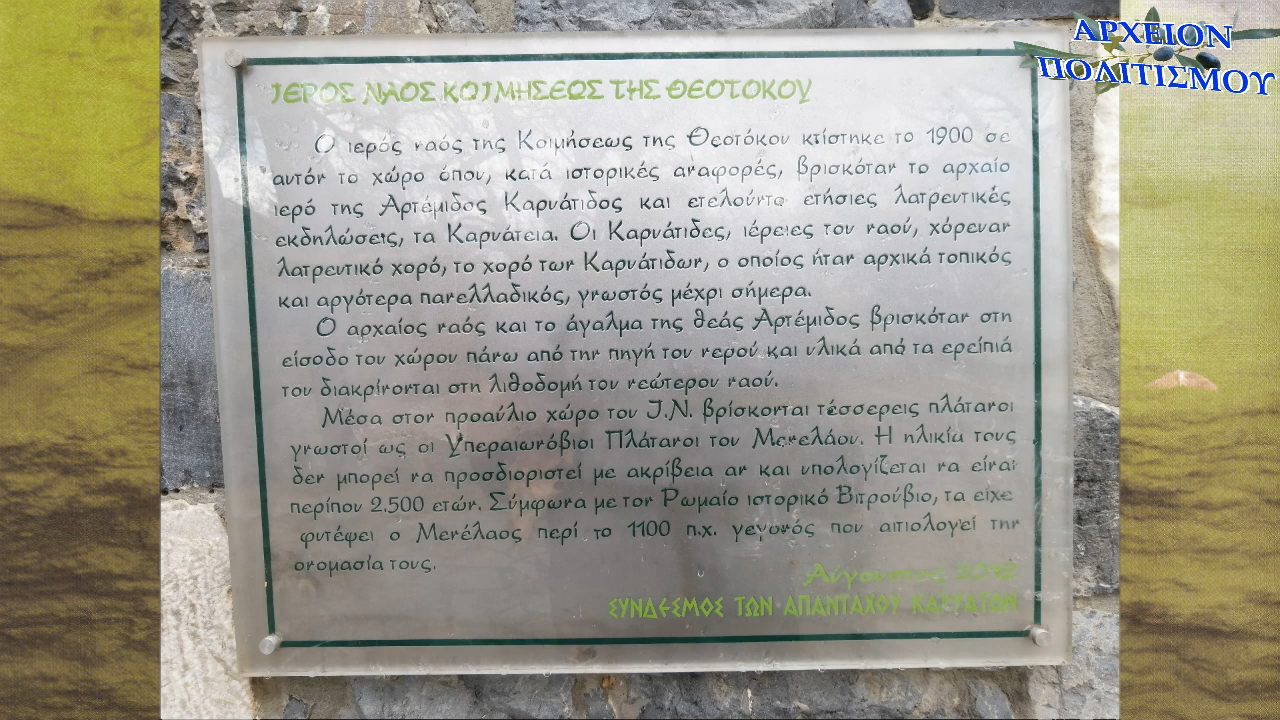 ΑΡΧΕΙΟΝ
ΠΟΛΙΤΙΣΜΟΥ
ΙΕΡΟΣ ΝΑΟΣ ΚΟΙΜΗΣΕΩΣ ΤΗΣ ΘΕΟΤΟΚΟΥ
Ο ιερός ναός της Κοιμήσεως της Θεοτόκου κτίστηκε το 1900 σε
αυτόν το χώρο όπου, κατά ιστορικές αναφορές, βρισκόταν το αρχαίο
ιερό της Αρτέμιδος Καρυάτιδος και ετελούντο ετήσιες λατρευτικές
εκδηλώσεις, τα Καρυάτεια. Οι Καρυάτιδες, ιέρειες του ναού, χόρευαν
λατρευτικό χορό, το χορό των Καρυάτιδων, ο οποίος ήταν αρχικά τοπικός
και αργότερα πανελλαδικός, γνωστός μέχρι σήμερα.
Ο αρχαίος ναός και το άγαλμα της θεάς Αρτέμιδος βρισκόταν στη
είσοδο του χώρου πάνω από την πηγή του νερού και υλικά από τα ερείπιά
του διακρίνονται στη λιθοδομή του νεώτερου ναού.
Μέσα στον προαύλιο χώρο του Ι.Ν. βρίσκονται τέσσερεις πλάτανοι
γνωστοί ως οι Υπεραιωνόβιοι Πλάτανοι του Μενελάου. Η ηλικία τους
δεν μπορεί να προσδιοριστεί με ακρίβεια αν και υπολογίζεται να είναι
περίπου 2.500 ετών. Σύμφωνα με τον Ρωμαίο ιστορικό Βιτρούβιο, τα είχε
φυτέψει ο Μενέλαος περί το 1100 π.χ. γεγονός που αιτιολογεί την
ονομασία τους.
Αύγουστος 2012
ΣΥΝΔΕΣΜΟΣ ΤΩΝ ΑΠΑΝΤΑΧΟΥ ΚΑΡΥΑΤΩΝ